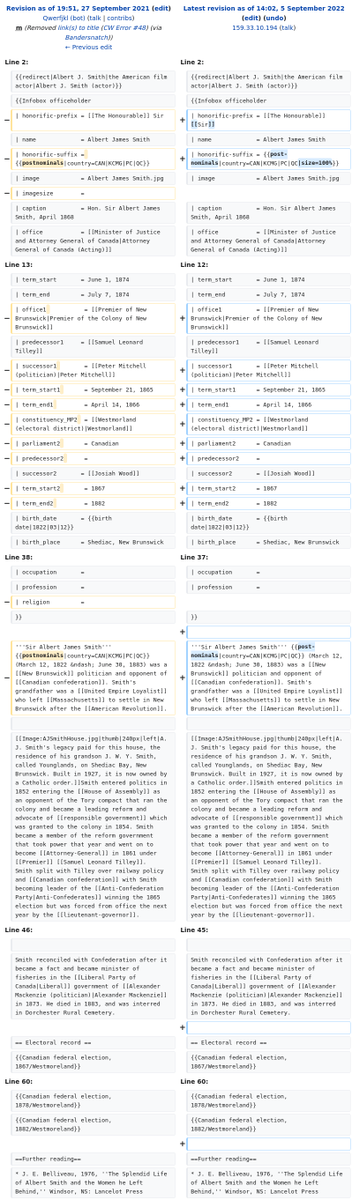 Revision as of 19:51, 27 September 2021 (edit)
Qwerfjkl (bot) (talk | contribs)
m (Removed link(s) to title (CW Error #48)) (via
Bandersnatch)
← Previous edit
Latest revision as of 14:02, 5 September 2022
(edit) (undo)
159.33.10.194 (talk)
Line 2:
Line 2:
{{redirect|Albert J. Smith|the American film
actor|Albert J. Smith (actor)}}
{{redirect|Albert J. Smith|the American film
actor|Albert J. Smith (actor)}}
{{Infobox officeholder
{{Infobox officeholder
− | honorific-prefix = [[The Honourable]] Sir
+ | honorific-prefix = [[The Honourable]]
[[Sir]]
| name = Albert James Smith
| name = Albert James Smith
− | honorific-suffix =
{{postnominals|country=CAN|KCMG|PC|QC}}
+ | honorific-suffix = {{post-
nominals|country=CAN|KCMG|PC|QC|size=100%}}
| image = Albert James Smith.jpg
| image = Albert James Smith.jpg
− | imagesize =
| caption = Hon. Sir Albert James
Smith, April 1868
| caption = Hon. Sir Albert James
Smith, April 1868
| office = [[Minister of Justice
and Attorney General of Canada|Attorney
General of Canada (Acting)]]
| office = [[Minister of Justice
and Attorney General of Canada|Attorney
General of Canada (Acting)]]
Line 13:
Line 12:
| term_start = June 1, 1874
| term_start = June 1, 1874
| term_end = July 7, 1874
| term_end = July 7, 1874
− | office1 = [[Premier of New
Brunswick|Premier of the Colony of New
Brunswick]]
+ | office1 = [[Premier of New
Brunswick|Premier of the Colony of New
Brunswick]]
| predecessor1 = [[Samuel Leonard
Tilley]]
| predecessor1 = [[Samuel Leonard
Tilley]]
− | successor1 = [[Peter Mitchell
(politician)|Peter Mitchell]]
+ | successor1 = [[Peter Mitchell
(politician)|Peter Mitchell]]
− | term_start1 = September 21, 1865
+ | term_start1 = September 21, 1865
− | term_end1 = April 14, 1866
+ | term_end1 = April 14, 1866
− | constituency_MP2 = [[Westmorland
(electoral district)|Westmorland]]
+ | constituency_MP2 = [[Westmorland
(electoral district)|Westmorland]]
− | parliament2 = Canadian
+ | parliament2 = Canadian
− | predecessor2 =
+ | predecessor2 =
| successor2 = [[Josiah Wood]]
| successor2 = [[Josiah Wood]]
− | term_start2 = 1867
+ | term_start2 = 1867
− | term_end2 = 1882
+ | term_end2 = 1882
| birth_date = {{birth
date|1822|03|12}}
| birth_date = {{birth
date|1822|03|12}}
| birth_place = Shediac, New Brunswick
| birth_place = Shediac, New Brunswick
Line 38:
Line 37:
| occupation =
| occupation =
| profession =
| profession =
− | religion =
}}
}}
+
− '''Sir Albert James Smith'''
{{postnominals|country=CAN|KCMG|PC|QC}}
(March 12, 1822 &ndash; June 30, 1883) was a
[[New Brunswick]] politician and opponent of
[[Canadian confederation]]. Smith's
grandfather was a [[United Empire Loyalist]]
who left [[Massachusetts]] to settle in New
Brunswick after the [[American Revolution]].
+ '''Sir Albert James Smith''' {{post-
nominals|country=CAN|KCMG|PC|QC}} (March 12,
1822 &ndash; June 30, 1883) was a [[New
Brunswick]] politician and opponent of
[[Canadian confederation]]. Smith's
grandfather was a [[United Empire Loyalist]]
who left [[Massachusetts]] to settle in New
Brunswick after the [[American Revolution]].
[[Image:AJSmithHouse.jpg|thumb|240px|left|A.
J. Smith's legacy paid for this house, the
residence of his grandson J. W. Y. Smith,
called Younglands, on Shediac Bay, New
Brunswick. Built in 1927, it is now owned by
a Catholic order.]]Smith entered politics in
1852 entering the [[House of Assembly]] as
an opponent of the Tory compact that ran the
colony and became a leading reform and
advocate of [[responsible government]] which
was granted to the colony in 1854. Smith
became a member of the reform government
that took power that year and went on to
become [[Attorney-General]] in 1861 under
[[Premier]] [[Samuel Leonard Tilley]].
Smith split with Tilley over railway policy
and [[Canadian confederation]] with Smith
becoming leader of the [[Anti-Confederation
Party|Anti-Confederates]] winning the 1865
election but was forced from office the next
year by the [[lieutenant-governor]].
[[Image:AJSmithHouse.jpg|thumb|240px|left|A.
J. Smith's legacy paid for this house, the
residence of his grandson J. W. Y. Smith,
called Younglands, on Shediac Bay, New
Brunswick. Built in 1927, it is now owned by
a Catholic order.]]Smith entered politics in
1852 entering the [[House of Assembly]] as
an opponent of the Tory compact that ran the
colony and became a leading reform and
advocate of [[responsible government]] which
was granted to the colony in 1854. Smith
became a member of the reform government
that took power that year and went on to
become [[Attorney-General]] in 1861 under
[[Premier]] [[Samuel Leonard Tilley]].
Smith split with Tilley over railway policy
and [[Canadian confederation]] with Smith
becoming leader of the [[Anti-Confederation
Party|Anti-Confederates]] winning the 1865
election but was forced from office the next
year by the [[lieutenant-governor]].
Line 46:
Line 45:
Smith reconciled with Confederation after it
became a fact and became minister of
fisheries in the [[Liberal Party of
Canada|Liberal]] government of [[Alexander
Mackenzie (politician)|Alexander Mackenzie]]
in 1873. He died in 1883, and was interred
in Dorchester Rural Cemetery.
Smith reconciled with Confederation after it
became a fact and became minister of
fisheries in the [[Liberal Party of
Canada|Liberal]] government of [[Alexander
Mackenzie (politician)|Alexander Mackenzie]]
in 1873. He died in 1883, and was interred
in Dorchester Rural Cemetery.
+
== Electoral record ==
== Electoral record ==
{{Canadian federal election,
1867/Westmoreland}}
{{Canadian federal election,
1867/Westmoreland}}
Line 60:
Line 60:
{{Canadian federal election,
1878/Westmoreland}}
{{Canadian federal election,
1878/Westmoreland}}
{{Canadian federal election,
1882/Westmoreland}}
{{Canadian federal election,
1882/Westmoreland}}
+
==Further reading==
==Further reading==
* J. E. Belliveau, 1976, ''The Splendid Life
of Albert Smith and the Women he Left
Behind,'' Windsor, NS: Lancelot Press
* J. E. Belliveau, 1976, ''The Splendid Life
of Albert Smith and the Women he Left
Behind,'' Windsor, NS: Lancelot Press